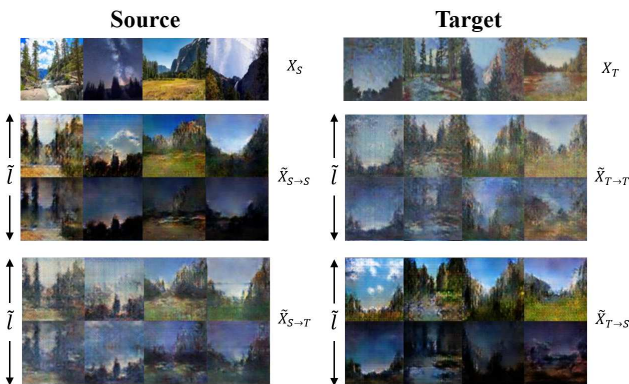 Source Target
X_S X_T
l̃ X̃_{S→S} l̃ X̃_{T→T}
l̃ X̃_{S→T} l̃ X̃_{T→S}